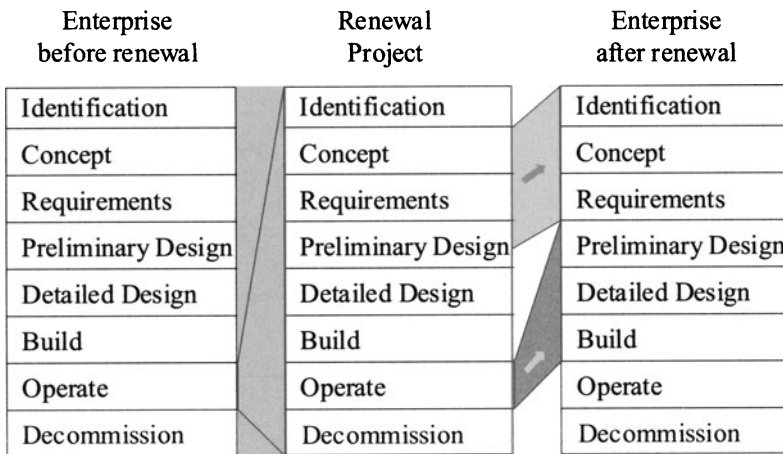 Enterprise
before renewal
Renewal
Project
Enterprise
after renewal
Identification
Concept
Requirements
Preliminary Design
Detailed Design
Build
Operate
Decommission
Identification
Concept
Requirements
Preliminary Design
Detailed Design
Build
Operate
Decommission
Identification
Concept
Requirements
Preliminary Design
Detailed Design
Build
Operate
Decommission